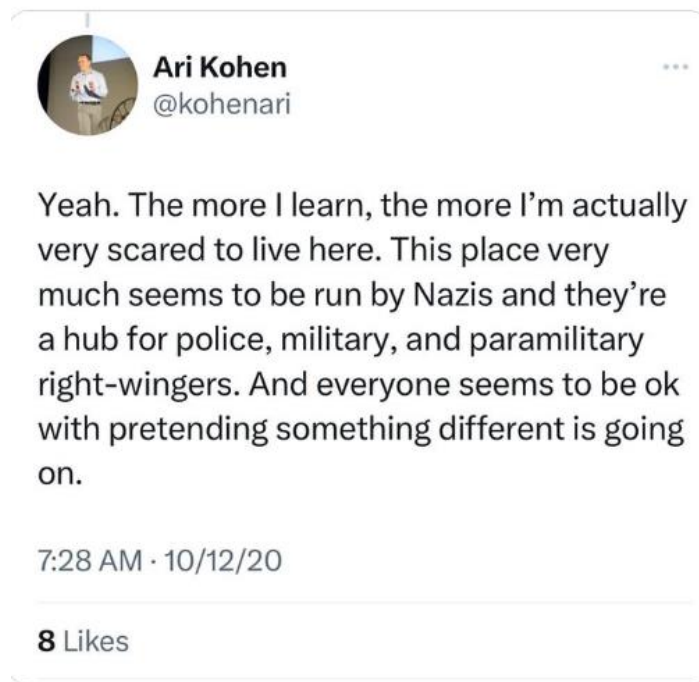 Ari Kohen
@kohenari
Yeah. The more I learn, the more I’m actually
very scared to live here. This place very
much seems to be run by Nazis and they’re
a hub for police, military, and paramilitary
right-wingers. And everyone seems to be ok
with pretending something different is going
on.
7:28 AM · 10/12/20
8 Likes